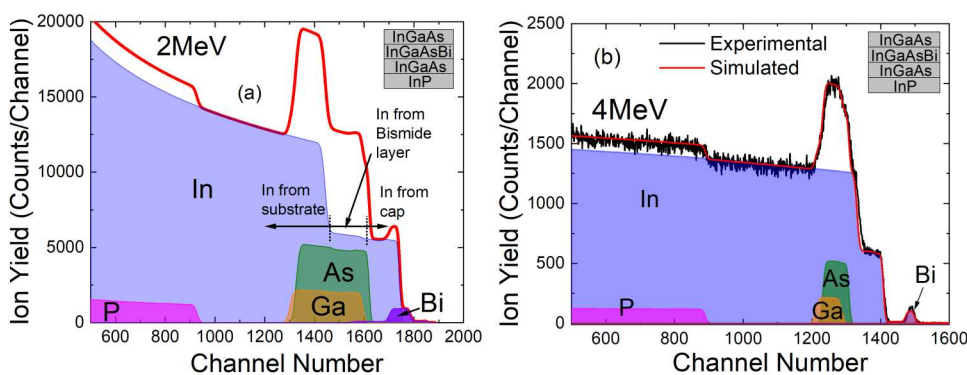 20000
15000
10000
5000
0
Ion Yield (Counts/Channel)
2MeV
(a)
InGaAs
InGaAsBi
InGaAs
InP
In from
Bismide
layer
In from
substrate
In from
cap
In
As
Ga
P
Bi
600 800 1000 1200 1400 1600 1800 2000
Channel Number
2500
2000
1500
1000
500
0
Ion Yield (Counts/Channel)
(b)
Experimental
Simulated
InGaAs
InGaAsBi
InGaAs
InP
4MeV
In
As
Ga
P
Bi
600 800 1000 1200 1400 1600
Channel Number